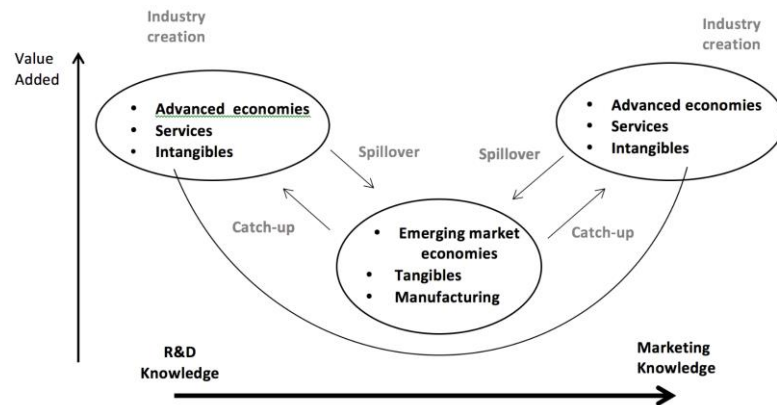 Industry
creation
Industry
creation
Value
Added
• Advanced economies
• Services
• Intangibles
• Advanced economies
• Services
• Intangibles
Spillover
Spillover
Catch-up
Catch-up
• Emerging market
economies
• Tangibles
• Manufacturing
R&D
Knowledge
Marketing
Knowledge